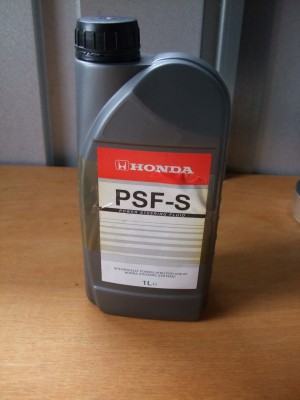 HONDA
PSF-S
POWER STEERING FLUID
1L